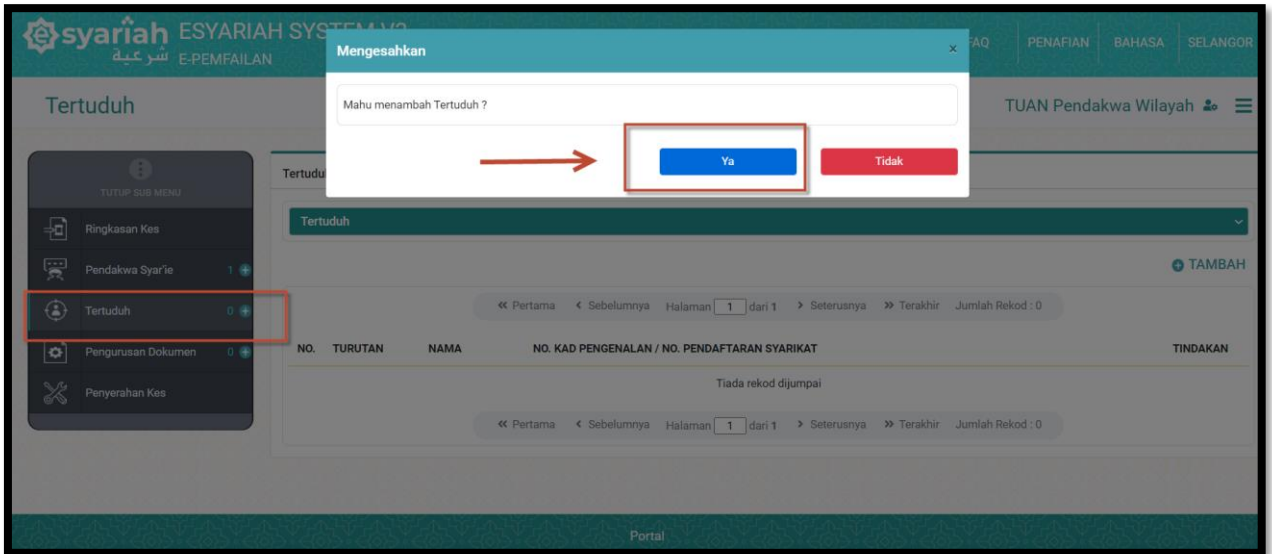 esyariah ESYARIAH SYSTEM V3
شرعية E-PEMFAILAN
FAQ PENAFIAN BAHASA SELANGOR
Mengesahkan ×
Mahu menambah Tertuduh ?
Ya Tidak
Tertuduh
TUAN Pendakwa Wilayah
TUTUP SUB MENU
Ringkasan Kes
Pendakwa Syar'ie 1
Tertuduh 0
Pengurusan Dokumen 0
Penyerahan Kes
Tertudu
Tertuduh
TAMBAH
« Pertama ‹ Sebelumnya Halaman 1 dari 1 › Seterusnya » Terakhir Jumlah Rekod : 0
NO. TURUTAN NAMA NO. KAD PENGENALAN / NO. PENDAFTARAN SYARIKAT TINDAKAN
Tiada rekod dijumpai
« Pertama ‹ Sebelumnya Halaman 1 dari 1 › Seterusnya » Terakhir Jumlah Rekod : 0
Portal